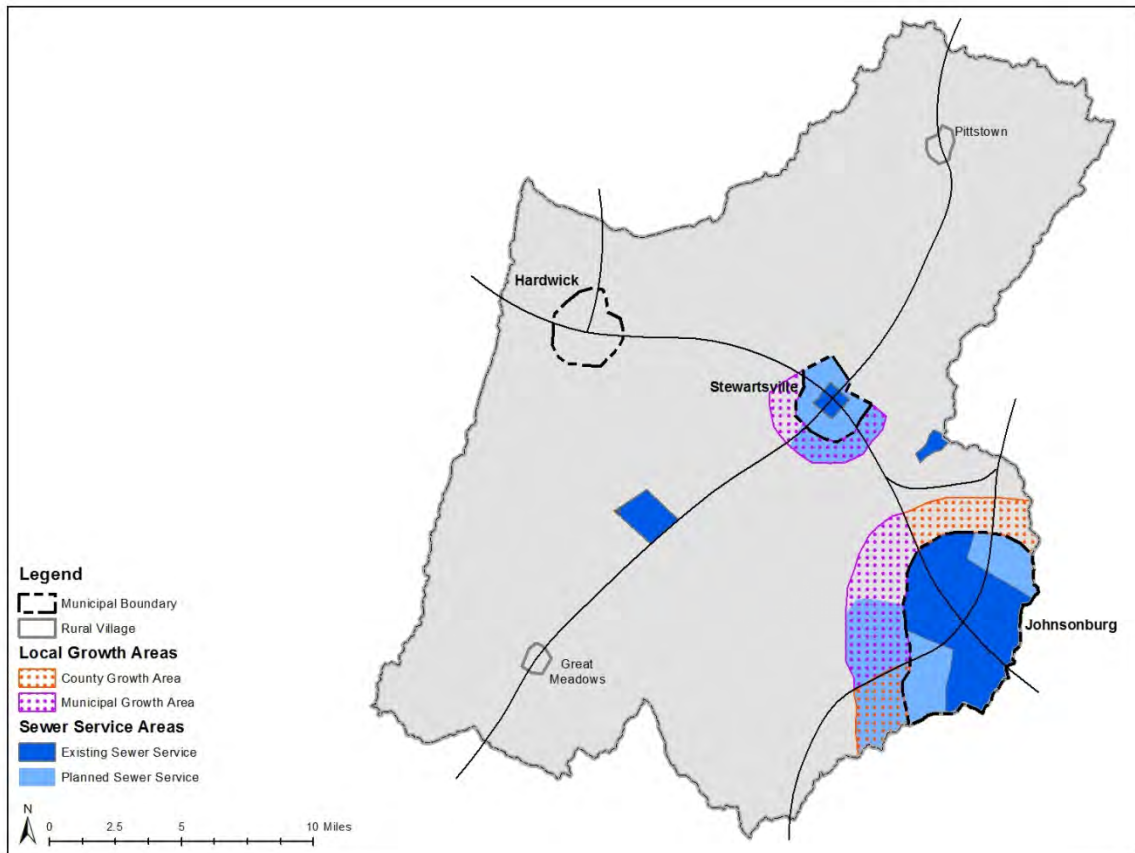 Pittstown
Hardwick
Stewartsville
Johnsonburg
Great
Meadows
Legend
Municipal Boundary
Rural Village
Local Growth Areas
County Growth Area
Municipal Growth Area
Sewer Service Areas
Existing Sewer Service
Planned Sewer Service
N
0 2.5 5 10 Miles